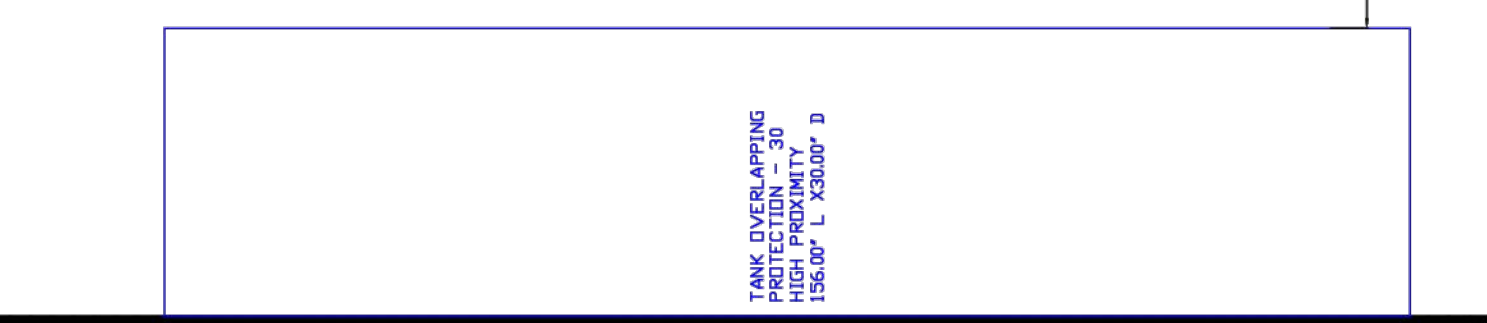 TANK OVERLAPPING
PROTECTION - 30
HIGH PROXIMITY
156.00" L X30.00" D